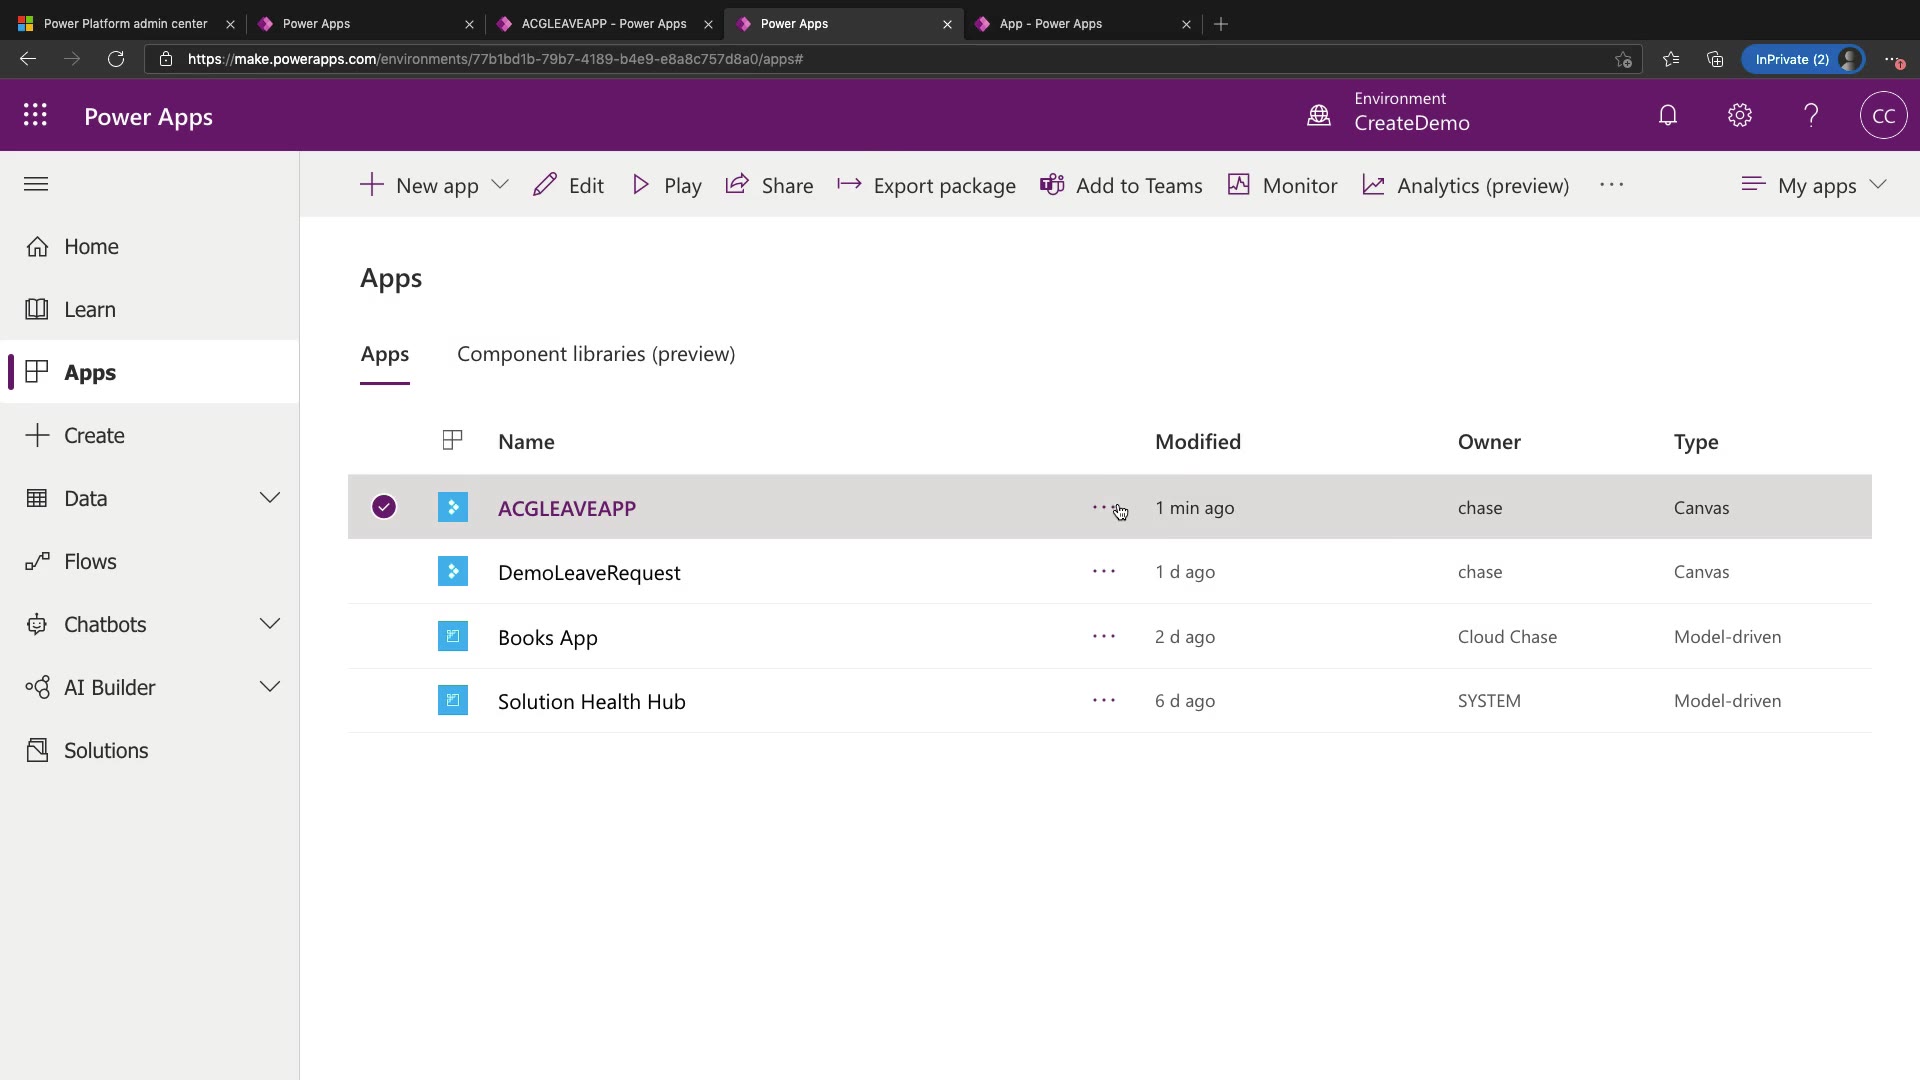 Power Platform admin center
Power Apps
ACGLEAVEAPP - Power Apps
Power Apps
App - Power Apps
https://make.powerapps.com/environments/77b1bd1b-79b7-4189-b4e9-e8a8c757d8a0/apps#
InPrivate (2)
Power Apps
Environment
CreateDemo
CC
New app
Edit
Play
Share
Export package
Add to Teams
Monitor
Analytics (preview)
My apps
Home
Learn
Apps
Create
Data
Flows
Chatbots
AI Builder
Solutions
Apps
Apps
Component libraries (preview)
Name Modified Owner Type
ACGLEAVEAPP 1 min ago chase Canvas
DemoLeaveRequest 1 d ago chase Canvas
Books App 2 d ago Cloud Chase Model-driven
Solution Health Hub 6 d ago SYSTEM Model-driven